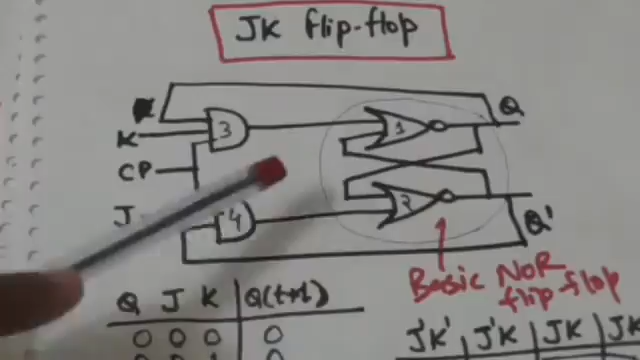 JK flip-flop
Q
K
3
1
CP
J
4
2
Q'
Basic NOR
flip-flop
Q J K Q(t+1)
0 0 0 0
J'K' J'K JK JK